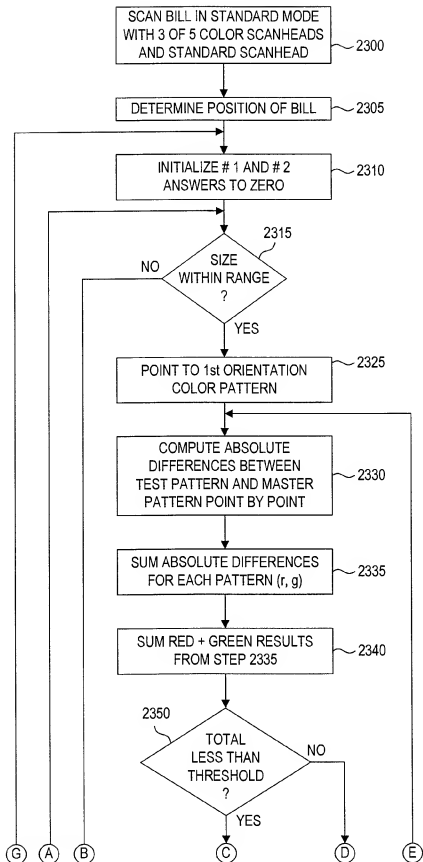 SCAN BILL IN STANDARD MODE
WITH 3 OF 5 COLOR SCANHEADS
AND STANDARD SCANHEAD
2300
DETERMINE POSITION OF BILL
2305
INITIALIZE # 1 AND # 2
ANSWERS TO ZERO
2310
2315
SIZE
WITHIN RANGE
?
NO
YES
POINT TO 1st ORIENTATION
COLOR PATTERN
2325
COMPUTE ABSOLUTE
DIFFERENCES BETWEEN
TEST PATTERN AND MASTER
PATTERN POINT BY POINT
2330
SUM ABSOLUTE DIFFERENCES
FOR EACH PATTERN (r, g)
2335
SUM RED + GREEN RESULTS
FROM STEP 2335
2340
2350
TOTAL
LESS THAN
THRESHOLD
?
NO
YES
G
A
B
C
D
E